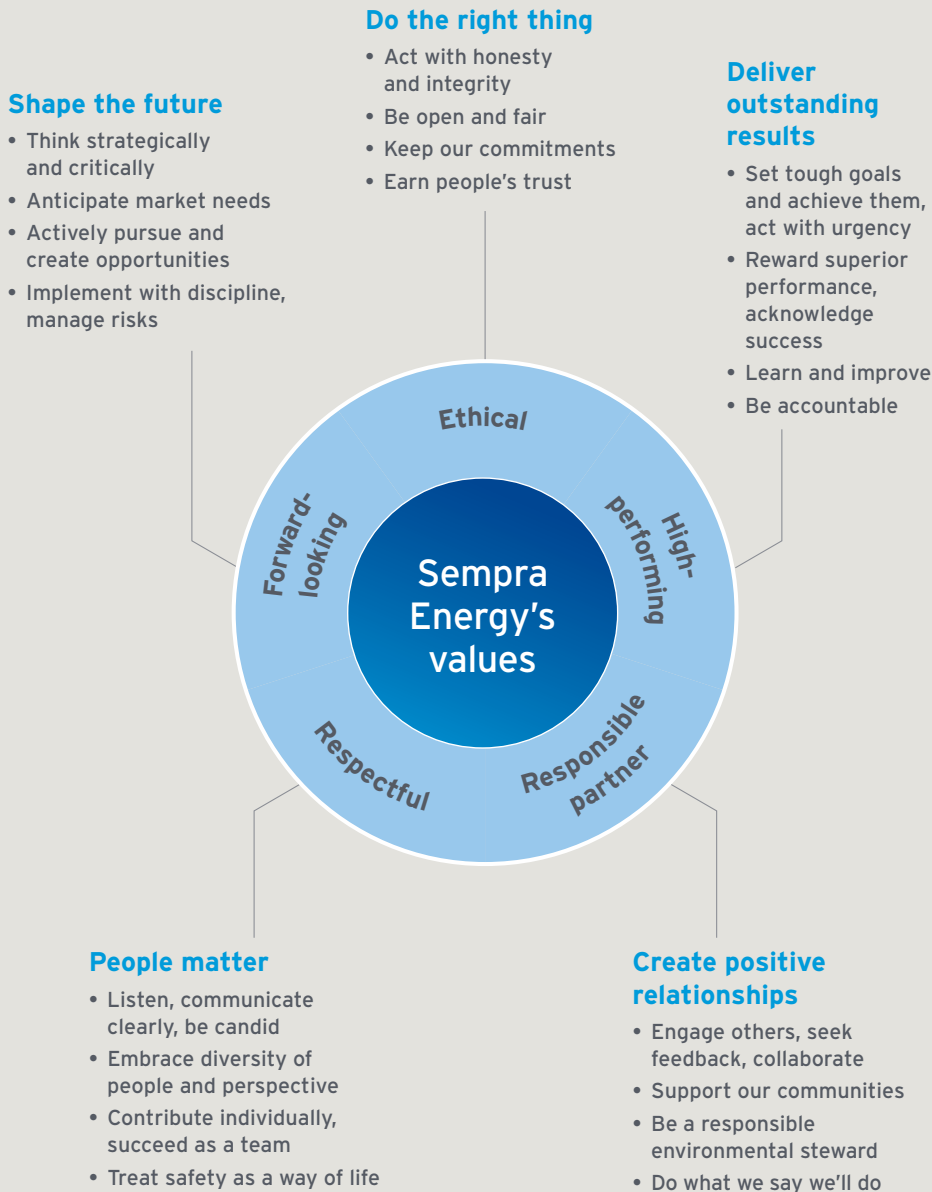 Do the right thing
• Act with honesty
and integrity
• Be open and fair
• Keep our commitments
• Earn people's trust
Shape the future
• Think strategically
and critically
• Anticipate market needs
• Actively pursue and
create opportunities
• Implement with discipline,
manage risks
Deliver
outstanding
results
• Set tough goals
and achieve them,
act with urgency
• Reward superior
performance,
acknowledge
success
• Learn and improve
• Be accountable
Ethical
Forward-
looking
High-
performing
Sempra
Energy's
values
Respectful
Responsible
partner
People matter
• Listen, communicate
clearly, be candid
• Embrace diversity of
people and perspective
• Contribute individually,
succeed as a team
• Treat safety as a way of life
Create positive
relationships
• Engage others, seek
feedback, collaborate
• Support our communities
• Be a responsible
environmental steward
• Do what we say we'll do